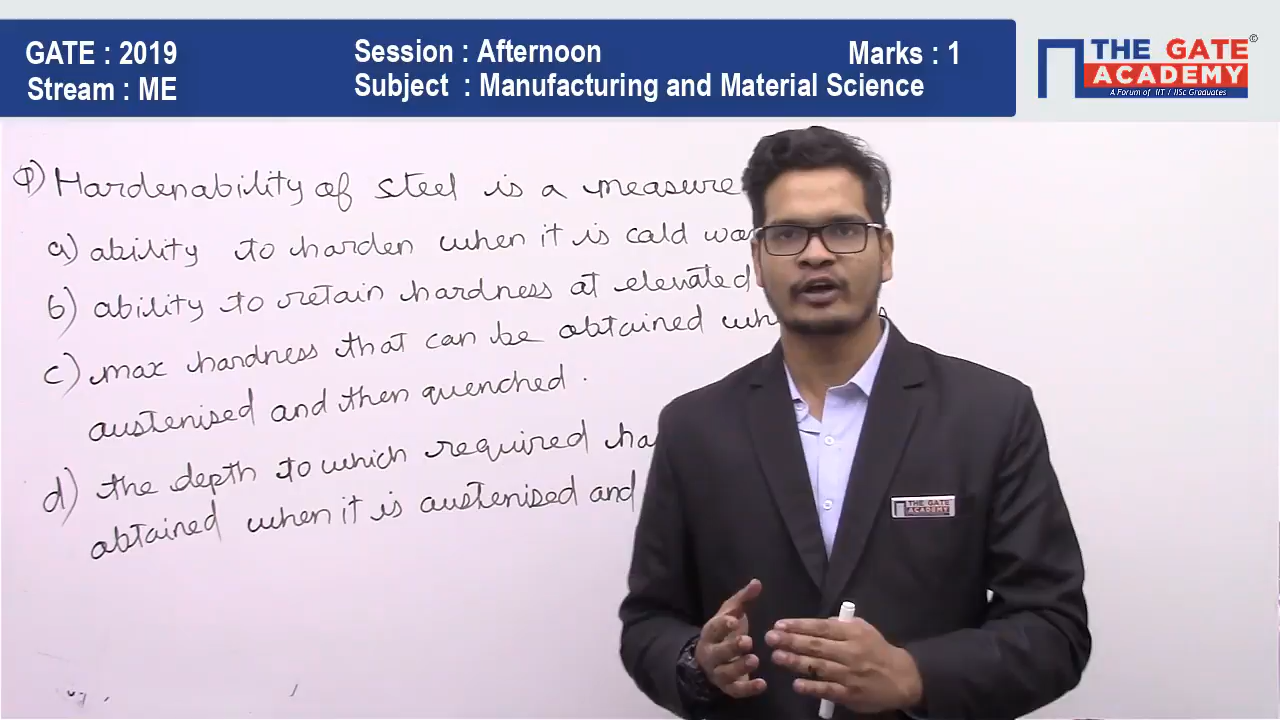 GATE : 2019
Stream : ME
Session : Afternoon
Subject : Manufacturing and Material Science
Marks : 1
THE GATE
ACADEMY
©
A Forum of IIT / IISc Graduates
Q) Hardenability of steel is a measure
a) ability to harden when it is cold
b) ability to retain hardness at elevated
c) max hardness that can be obtained
austenised and then quenched.
d) the depth to which required
obtained when it is austenised and
THE GATE
ACADEMY